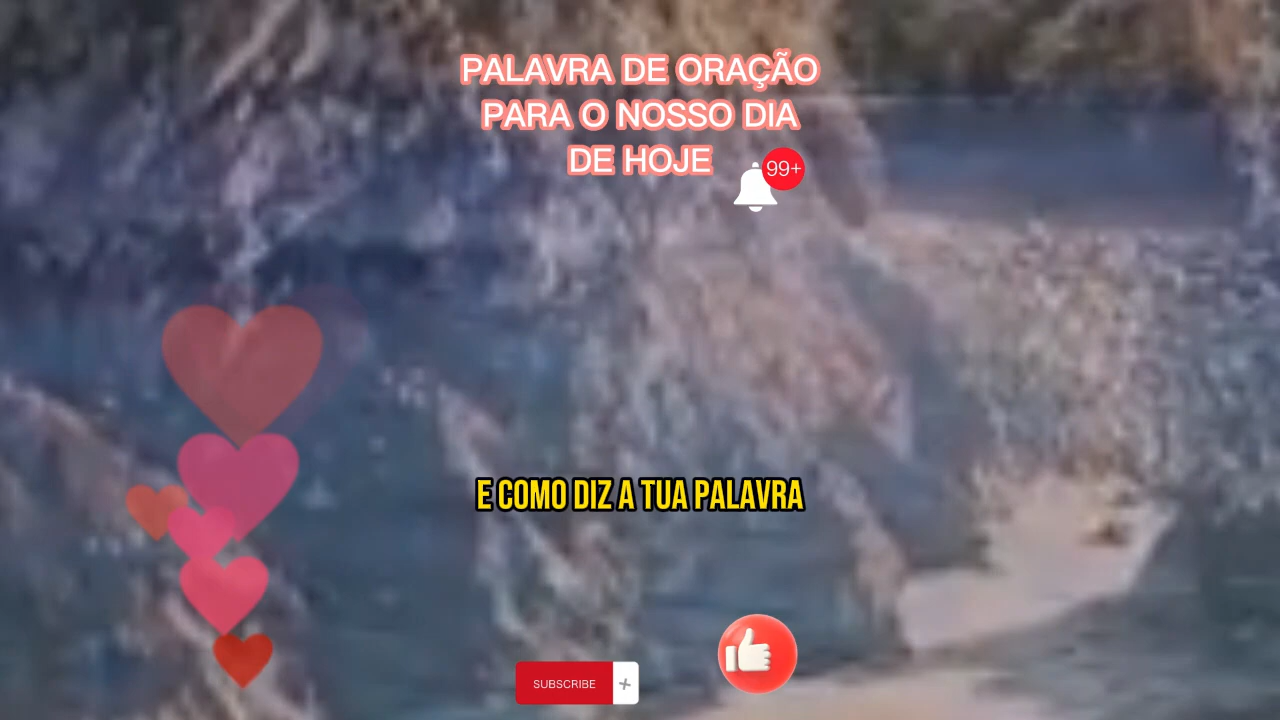 PALAVRA DE ORAÇÃO
PARA O NOSSO DIA
DE HOJE
99+
E COMO DIZ A TUA PALAVRA
SUBSCRIBE +